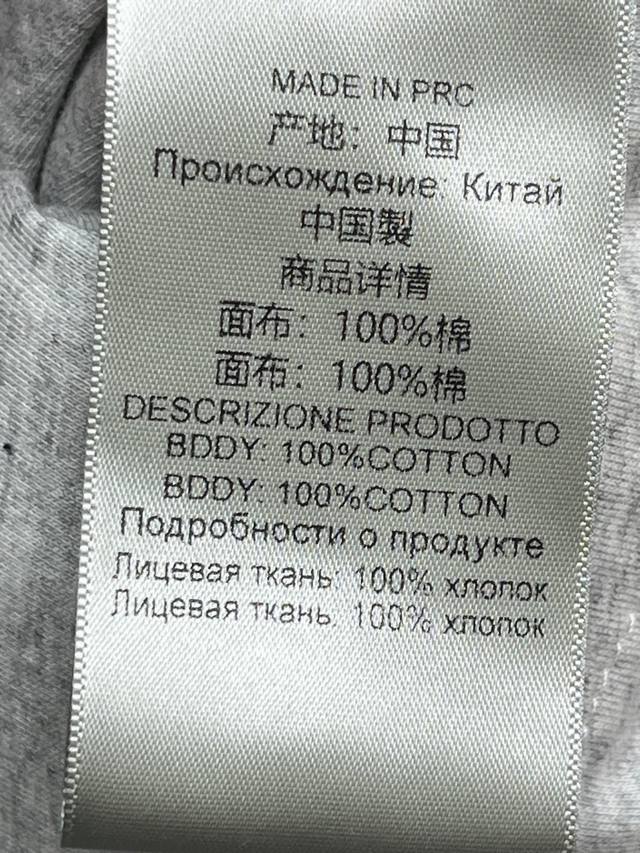 MADE IN PRC
产地：中国
Происхождение: Китай
中国製
商品详情
面布：100%棉
面布：100%棉
DESCRIZIONE PRODOTTO
BDDY: 100%COTTON
BDDY: 100%COTTON
Подробности о продукте
Лицевая ткань: 100% хлопок
Лицевая ткань: 100% хлопок